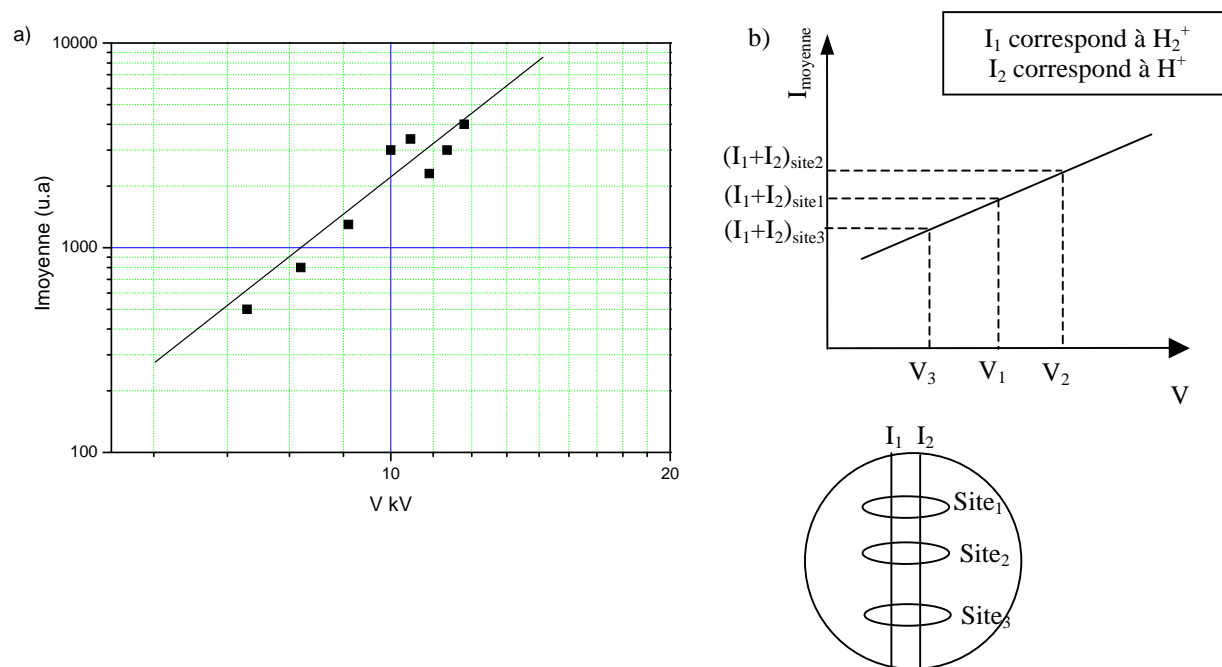 a)
10000
1000
100
Imoyenne (u.a)
10
20
V kV
b)
I₁ correspond à H₂⁺
I₂ correspond à H⁺
Imoyenne
(I₁+I₂)site2
(I₁+I₂)site1
(I₁+I₂)site3
V₃ V₁ V₂
V
I₁ I₂
Site₁
Site₂
Site₃